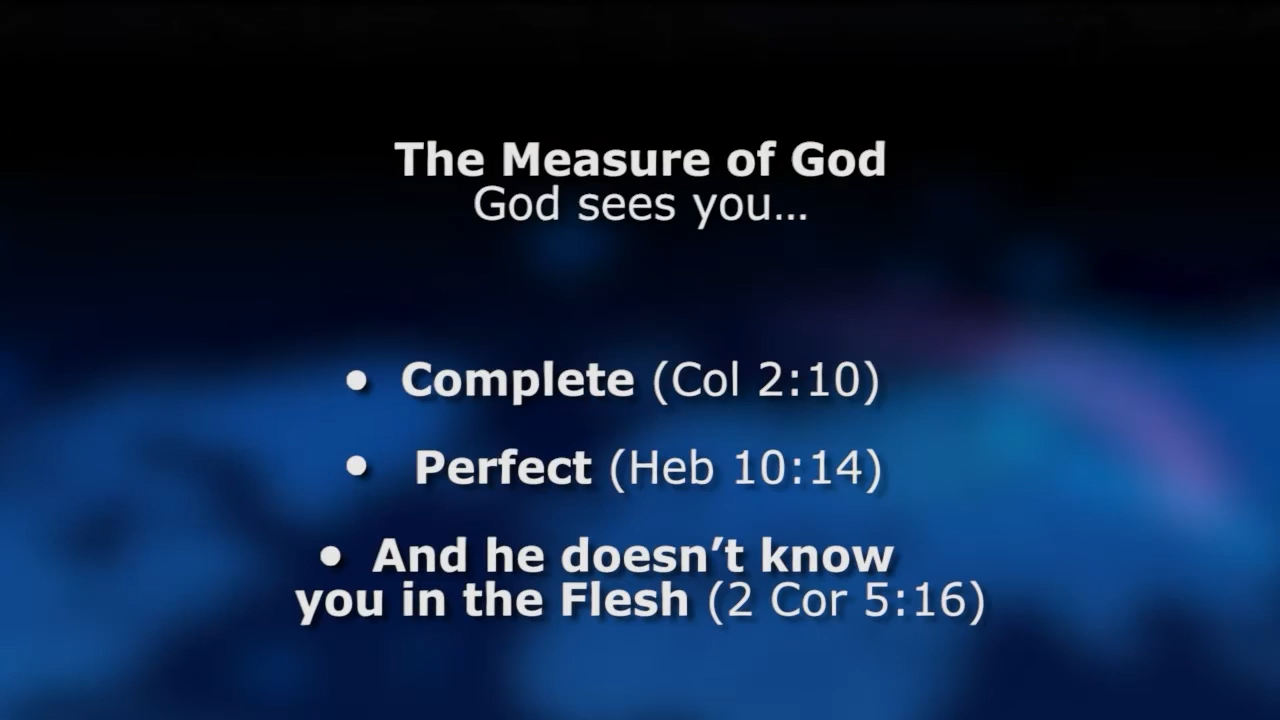 The Measure of God
God sees you...
• Complete (Col 2:10)
• Perfect (Heb 10:14)
• And he doesn’t know
you in the Flesh (2 Cor 5:16)